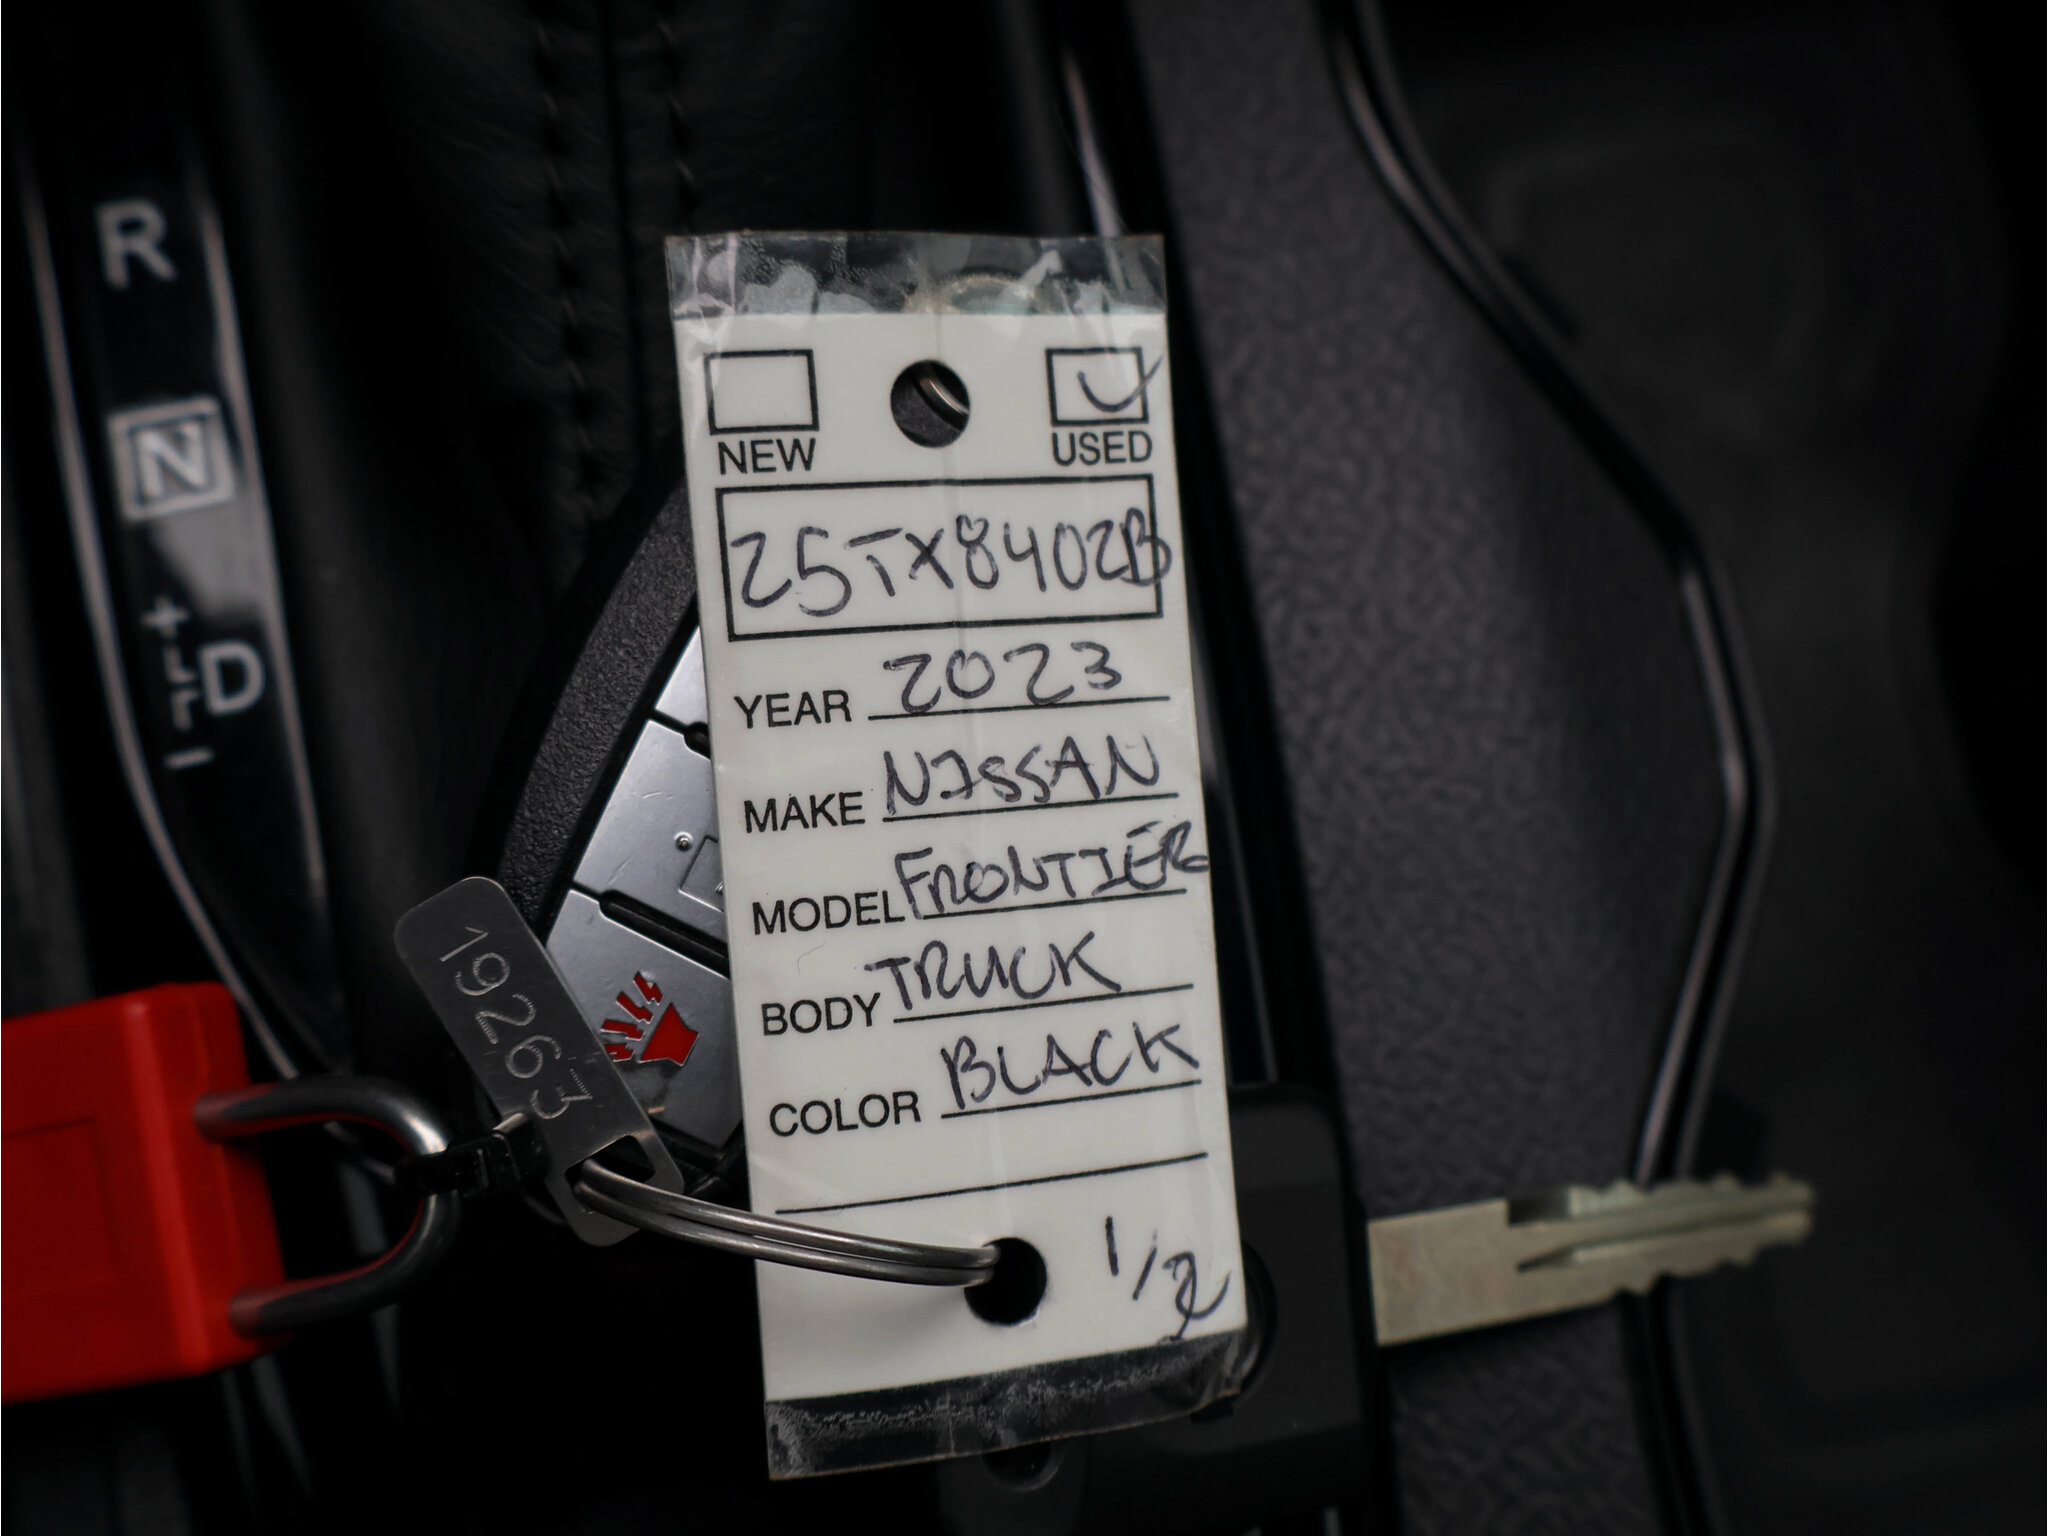 R
N
+
D
-
NEW USED
25TX8402B
YEAR 2023
MAKE NISSAN
MODEL FRONTIER
BODY TRUCK
COLOR BLACK
1/2
19263